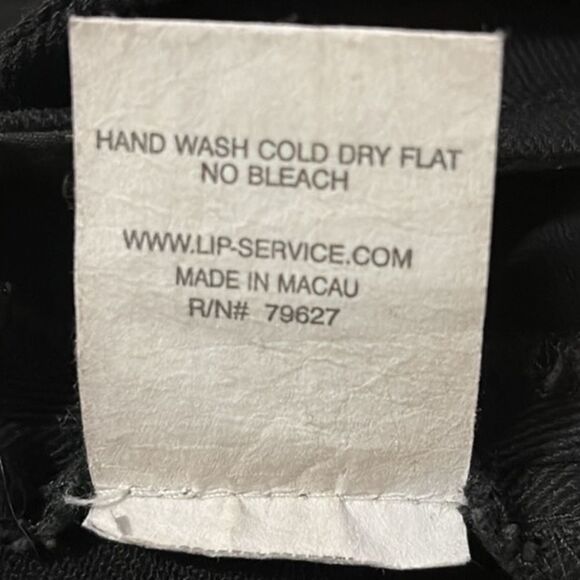 HAND WASH COLD DRY FLAT
NO BLEACH
WWW.LIP-SERVICE.COM
MADE IN MACAU
R/N# 79627